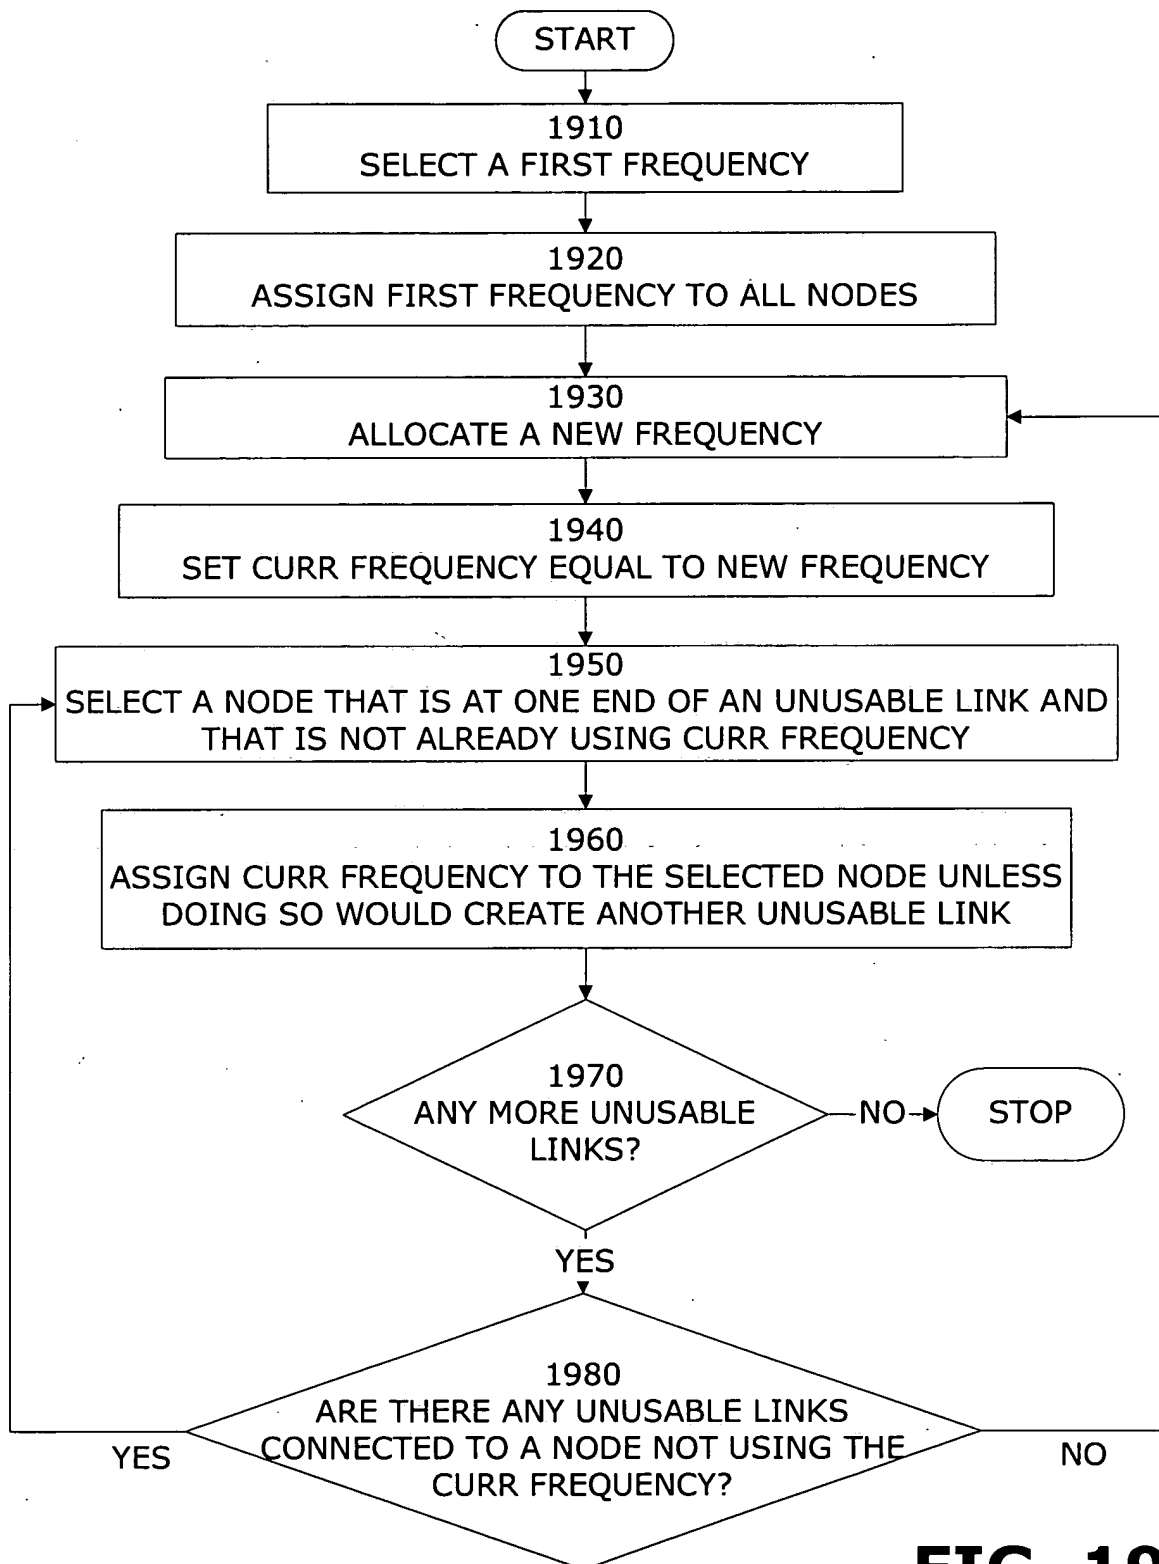 START
1910
SELECT A FIRST FREQUENCY
1920
ASSIGN FIRST FREQUENCY TO ALL NODES
1930
ALLOCATE A NEW FREQUENCY
1940
SET CURR FREQUENCY EQUAL TO NEW FREQUENCY
1950
SELECT A NODE THAT IS AT ONE END OF AN UNUSABLE LINK AND
THAT IS NOT ALREADY USING CURR FREQUENCY
1960
ASSIGN CURR FREQUENCY TO THE SELECTED NODE UNLESS
DOING SO WOULD CREATE ANOTHER UNUSABLE LINK
1970
ANY MORE UNUSABLE
LINKS?
NO
STOP
YES
1980
ARE THERE ANY UNUSABLE LINKS
CONNECTED TO A NODE NOT USING THE
CURR FREQUENCY?
YES
NO
FIG. 19